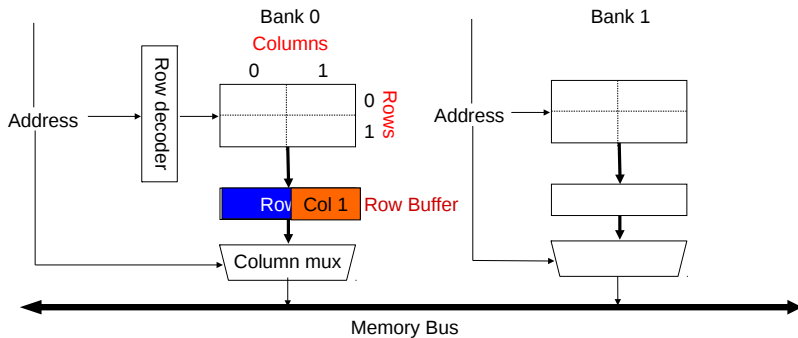 Bank 0
Bank 1
Columns
0 1
Row decoder
0
1
Rows
Address
Address
Row
Col 1
Row Buffer
Column mux
Memory Bus